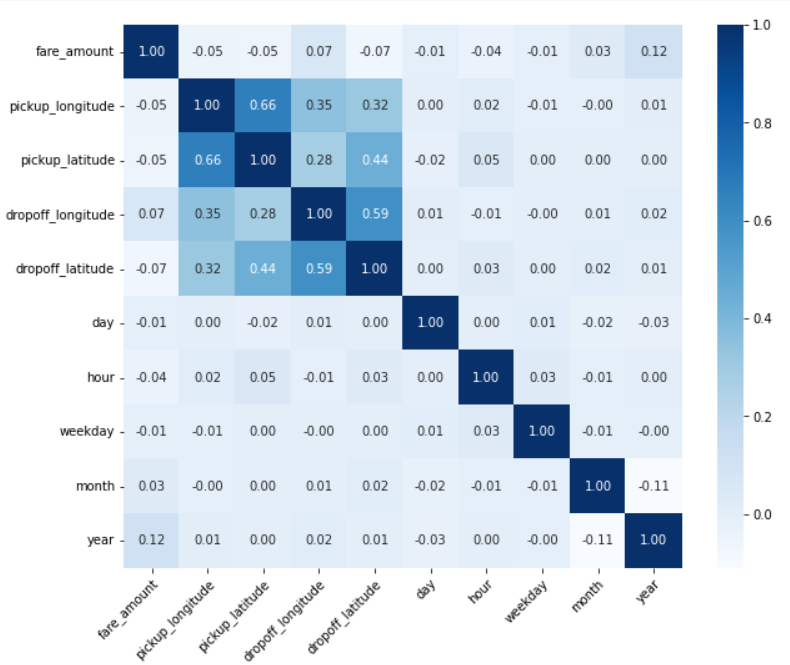 1.0
fare_amount 1.00 -0.05 -0.05 0.07 -0.07 -0.01 -0.04 -0.01 0.03 0.12
pickup_longitude -0.05 1.00 0.66 0.35 0.32 0.00 0.02 -0.01 -0.00 0.01
0.8
pickup_latitude -0.05 0.66 1.00 0.28 0.44 -0.02 0.05 0.00 0.00 0.00
dropoff_longitude 0.07 0.35 0.28 1.00 0.59 0.01 -0.01 -0.00 0.01 0.02
0.6
dropoff_latitude -0.07 0.32 0.44 0.59 1.00 0.00 0.03 0.00 0.02 0.01
0.4
day -0.01 0.00 -0.02 0.01 0.00 1.00 0.00 0.01 -0.02 -0.03
hour -0.04 0.02 0.05 -0.01 0.03 0.00 1.00 0.03 -0.01 0.00
0.2
weekday -0.01 -0.01 0.00 -0.00 0.00 0.01 0.03 1.00 -0.01 -0.00
month 0.03 -0.00 0.00 0.01 0.02 -0.02 -0.01 -0.01 1.00 -0.11
0.0
year 0.12 0.01 0.00 0.02 0.01 -0.03 0.00 -0.00 -0.11 1.00
fare_amount
pickup_longitude
pickup_latitude
dropoff_longitude
dropoff_latitude
day
hour
weekday
month
year